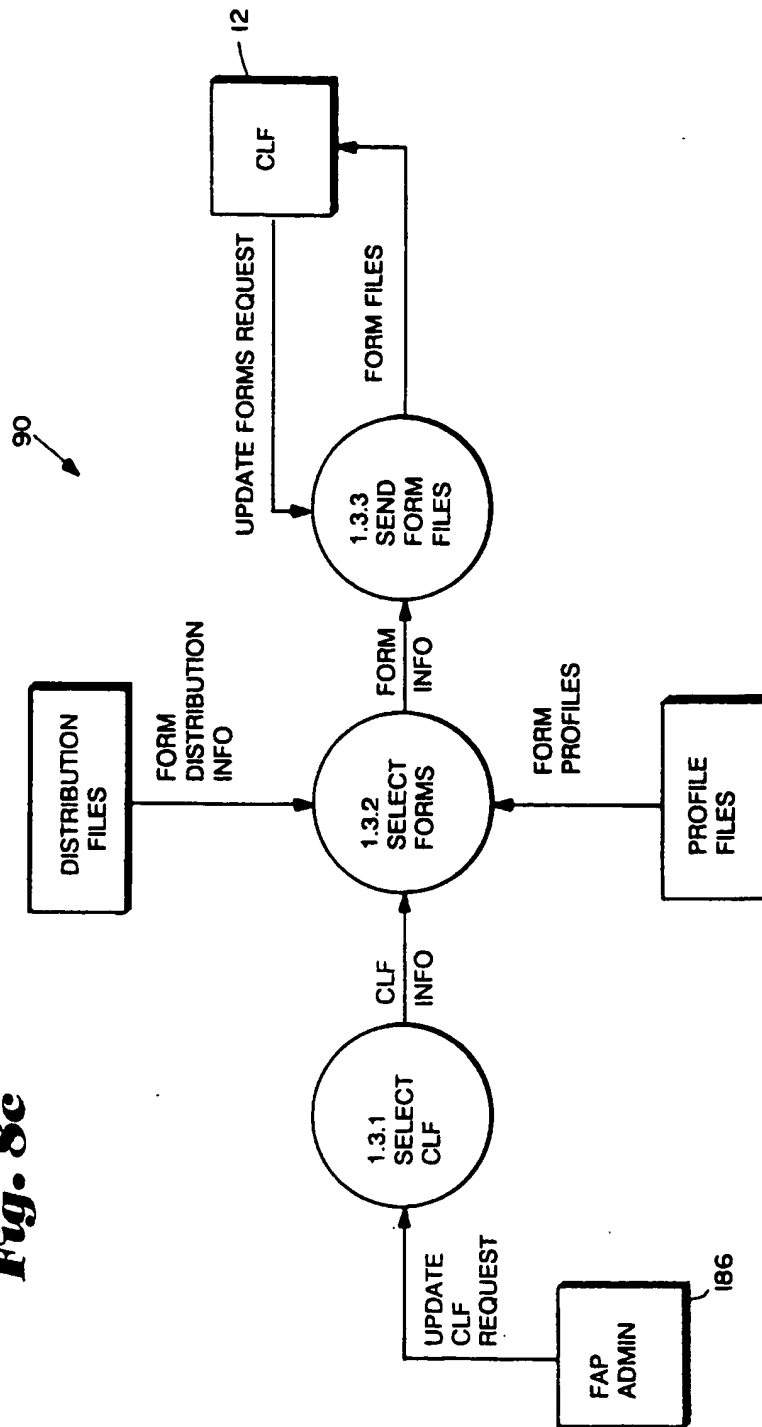 Fig. 8c
90
DISTRIBUTION
FILES
FORM
DISTRIBUTION
INFO
UPDATE FORMS REQUEST
CLF
12
FORM FILES
1.3.1
SELECT
CLF
CLF
INFO
1.3.2
SELECT
FORMS
FORM
INFO
1.3.3
SEND
FORM
FILES
UPDATE
CLF
REQUEST
FAP
ADMIN
186
FORM
PROFILES
PROFILE
FILES